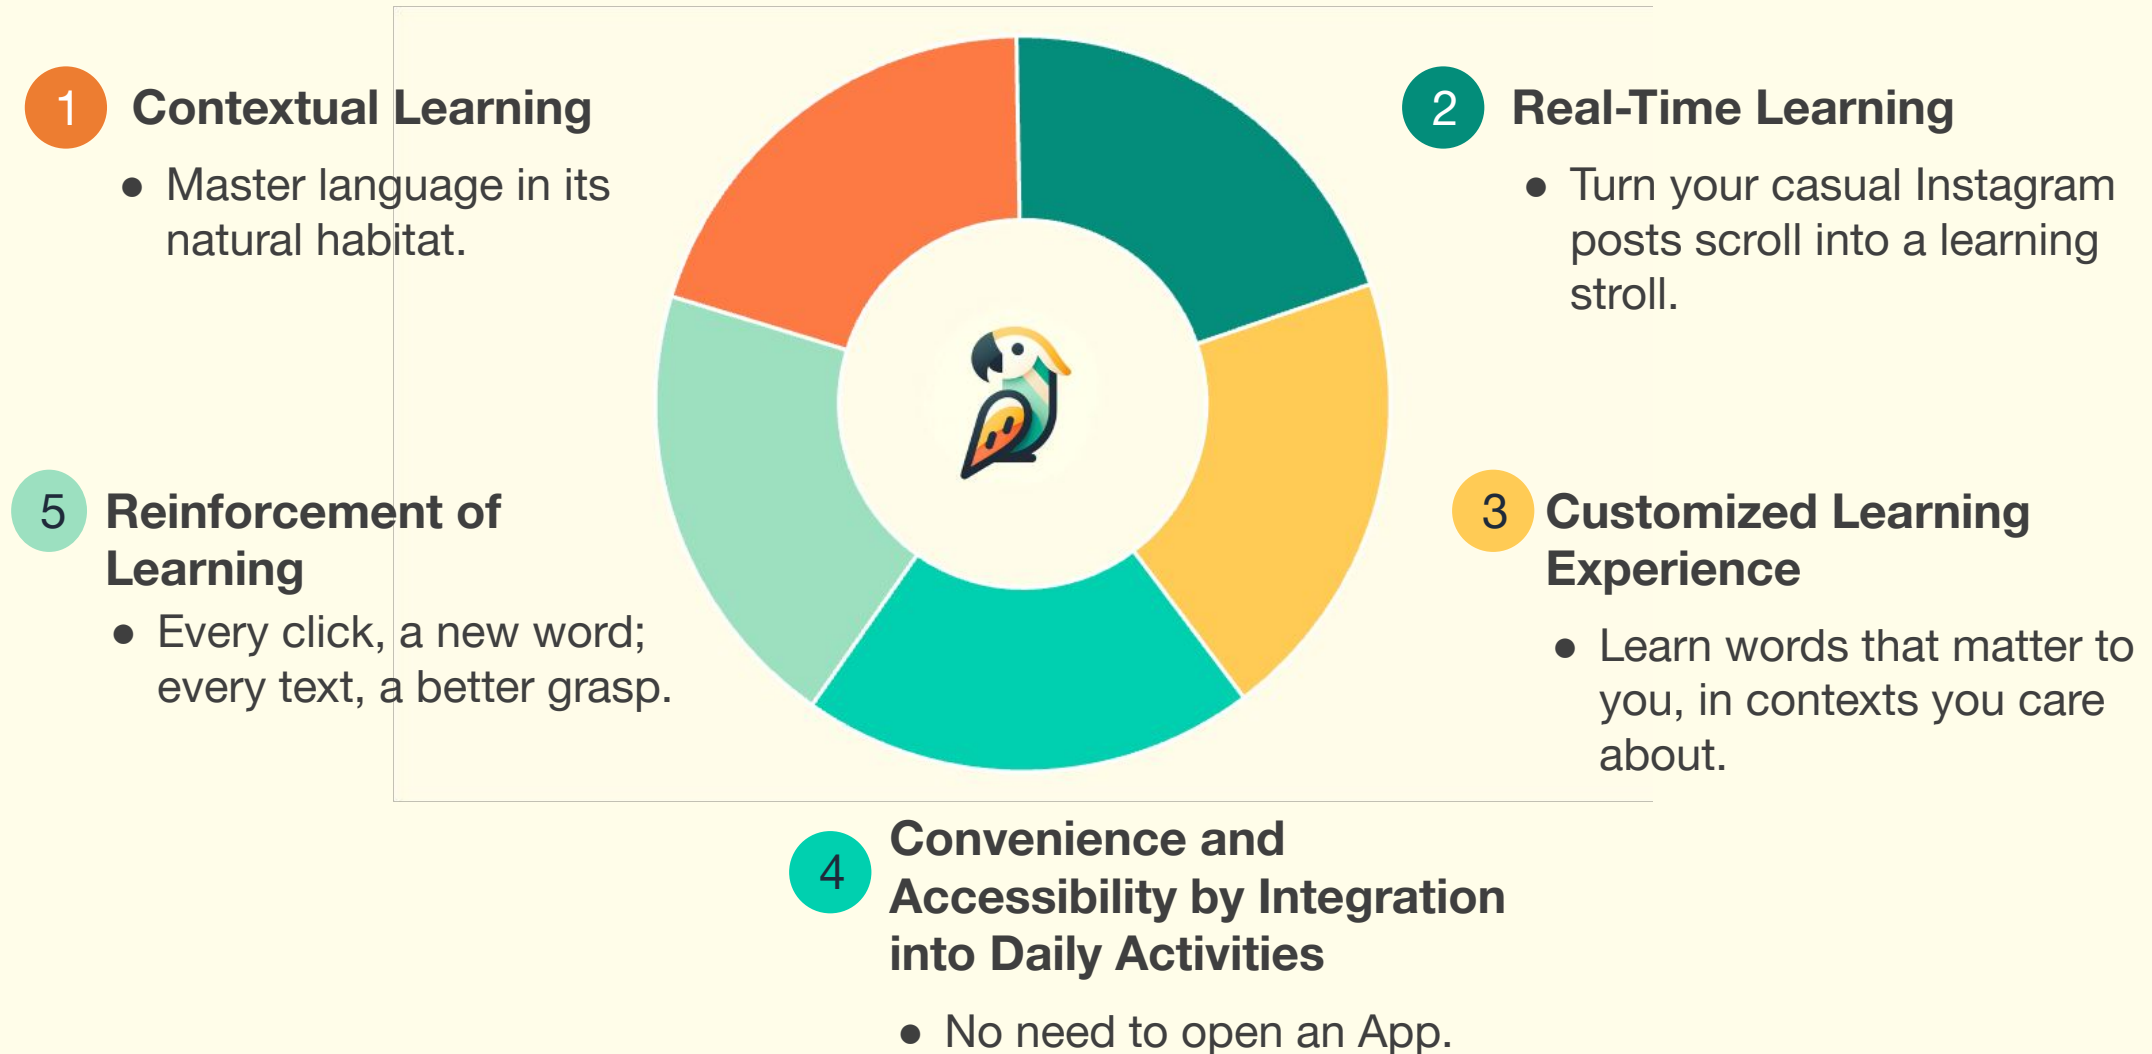 1
Contextual Learning
● Master language in its
natural habitat.
2
Real-Time Learning
● Turn your casual Instagram
posts scroll into a learning
stroll.
3
Customized Learning
Experience
● Learn words that matter to
you, in contexts you care
about.
4
Convenience and
Accessibility by Integration
into Daily Activities
● No need to open an App.
5
Reinforcement of
Learning
● Every click, a new word;
every text, a better grasp.